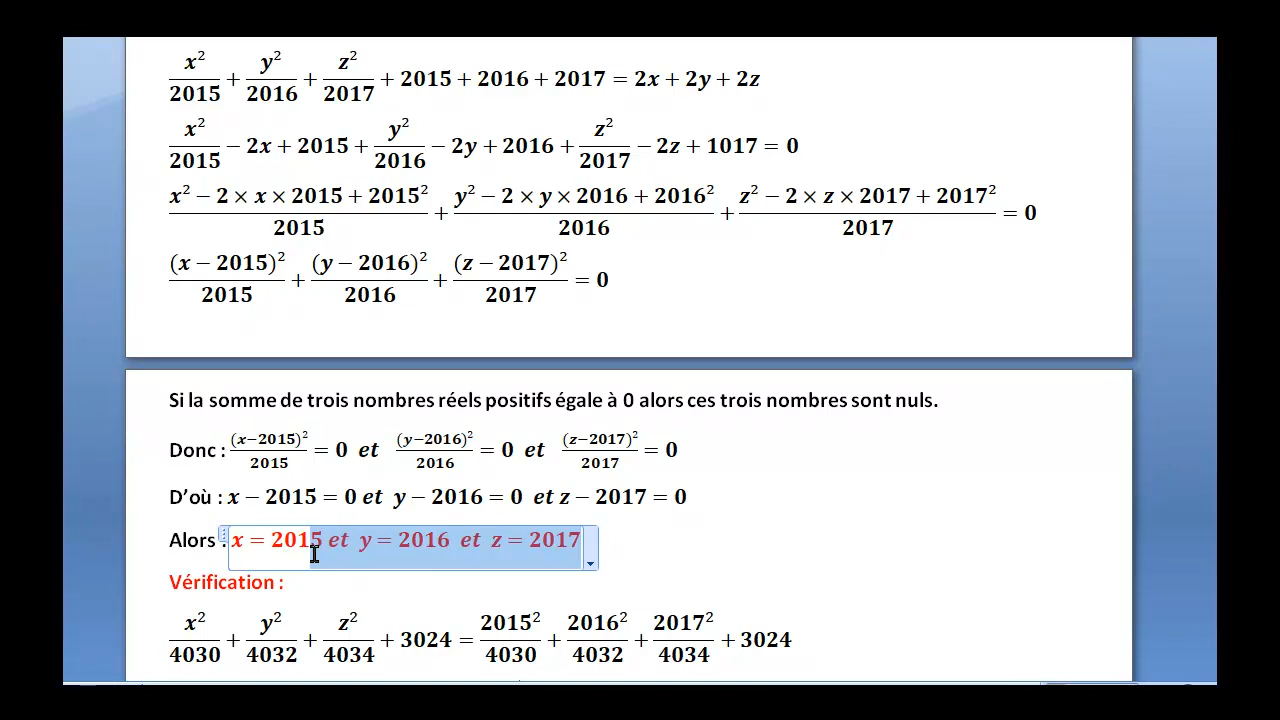 x²/2015 + y²/2016 + z²/2017 + 2015 + 2016 + 2017 = 2x + 2y + 2z
x²/2015 − 2x + 2015 + y²/2016 − 2y + 2016 + z²/2017 − 2z + 1017 = 0
(x² − 2 × x × 2015 + 2015²)/2015 + (y² − 2 × y × 2016 + 2016²)/2016 + (z² − 2 × z × 2017 + 2017²)/2017 = 0
(x − 2015)²/2015 + (y − 2016)²/2016 + (z − 2017)²/2017 = 0
Si la somme de trois nombres réels positifs égale à 0 alors ces trois nombres sont nuls.
Donc : (x−2015)²/2015 = 0 et (y−2016)²/2016 = 0 et (z−2017)²/2017 = 0
D’où : x − 2015 = 0 et y − 2016 = 0 et z − 2017 = 0
Alors : x = 2015 et y = 2016 et z = 2017
Vérification :
x²/4030 + y²/4032 + z²/4034 + 3024 = 2015²/4030 + 2016²/4032 + 2017²/4034 + 3024